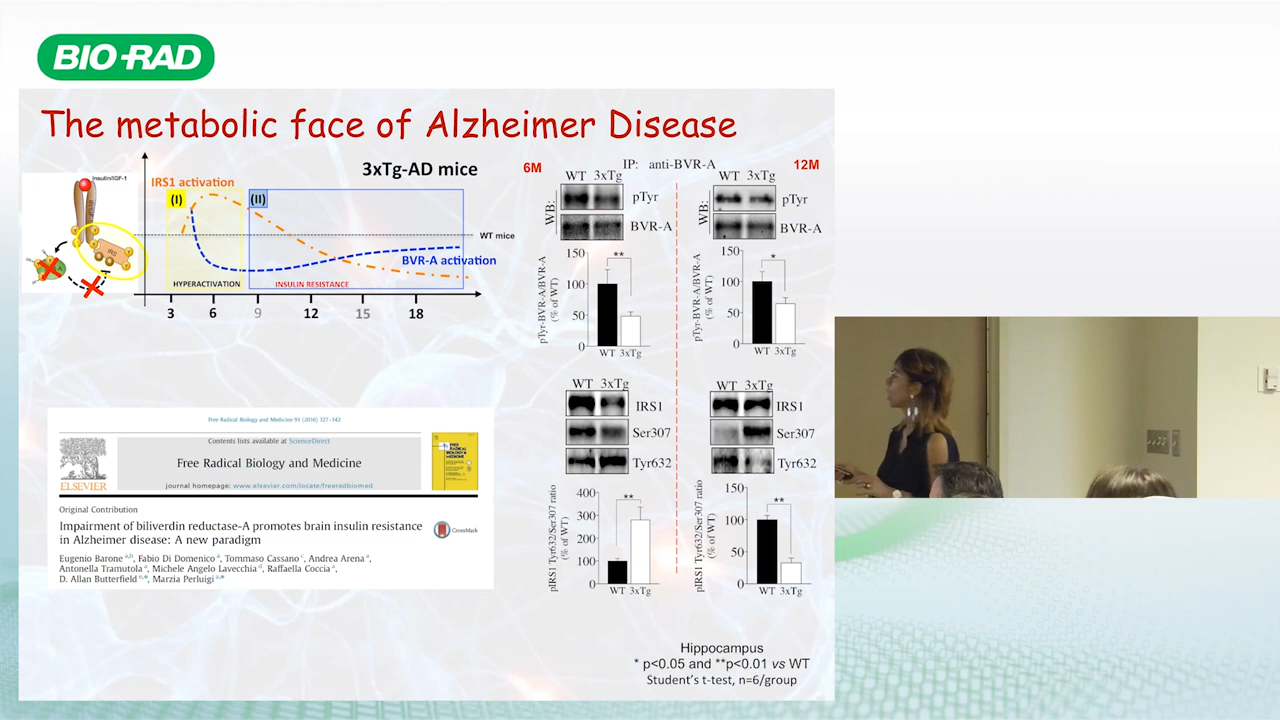 BIO-RAD
The metabolic face of Alzheimer Disease
Insulin/IGF-1
IRS1 activation
3xTg-AD mice
(I)
(II)
WT mice
BVR-A activation
HYPERACTIVATION
INSULIN RESISTANCE
3 6 9 12 15 18
6M
IP: anti-BVR-A
12M
WT 3xTg
WB:
pTyr
BVR-A
WT 3xTg
WB:
pTyr
BVR-A
pTyr-BVR-A/BVR-A
(% of WT)
150
100
50
0
**
WT 3xTg
pTyr-BVR-A/BVR-A
(% of WT)
150
100
50
0
*
WT 3xTg
WT 3xTg
IRS1
Ser307
Tyr632
WT 3xTg
IRS1
Ser307
Tyr632
pIRS1 Tyr632/Ser307 ratio
(% of WT)
400
300
200
100
0
**
WT 3xTg
pIRS1 Tyr632/Ser307 ratio
(% of WT)
150
100
50
0
**
WT 3xTg
Hippocampus
* p<0.05 and **p<0.01 vs WT
Student's t-test, n=6/group
Free Radical Biology and Medicine 91 (2016) 327–342
Contents lists available at ScienceDirect
Free Radical Biology and Medicine
journal homepage: www.elsevier.com/locate/freeradbiomed
ELSEVIER
Original Contribution
Impairment of biliverdin reductase-A promotes brain insulin resistance
in Alzheimer disease: A new paradigm
CrossMark
Eugenio Barone a,b, Fabio Di Domenico a, Tommaso Cassano c, Andrea Arena a,
Antonella Tramutola a, Michele Angelo Lavecchia d, Raffaella Coccia a,
D. Allan Butterfield e,*, Marzia Perluigi a,*